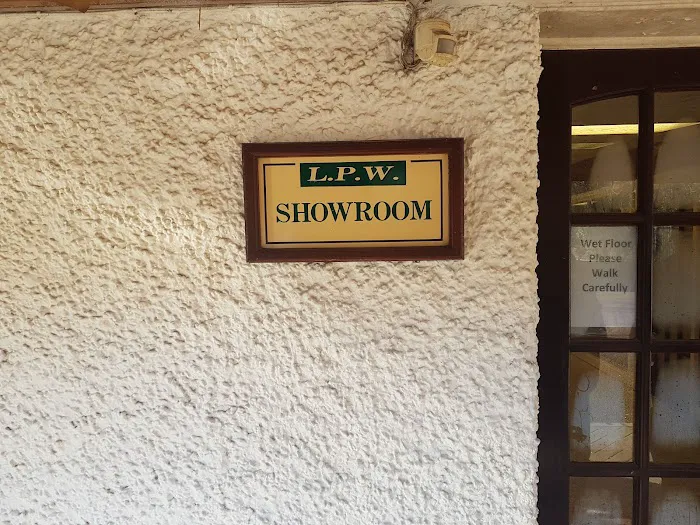 L.P.W.
SHOWROOM
Wet Floor
Please
Walk
Carefully